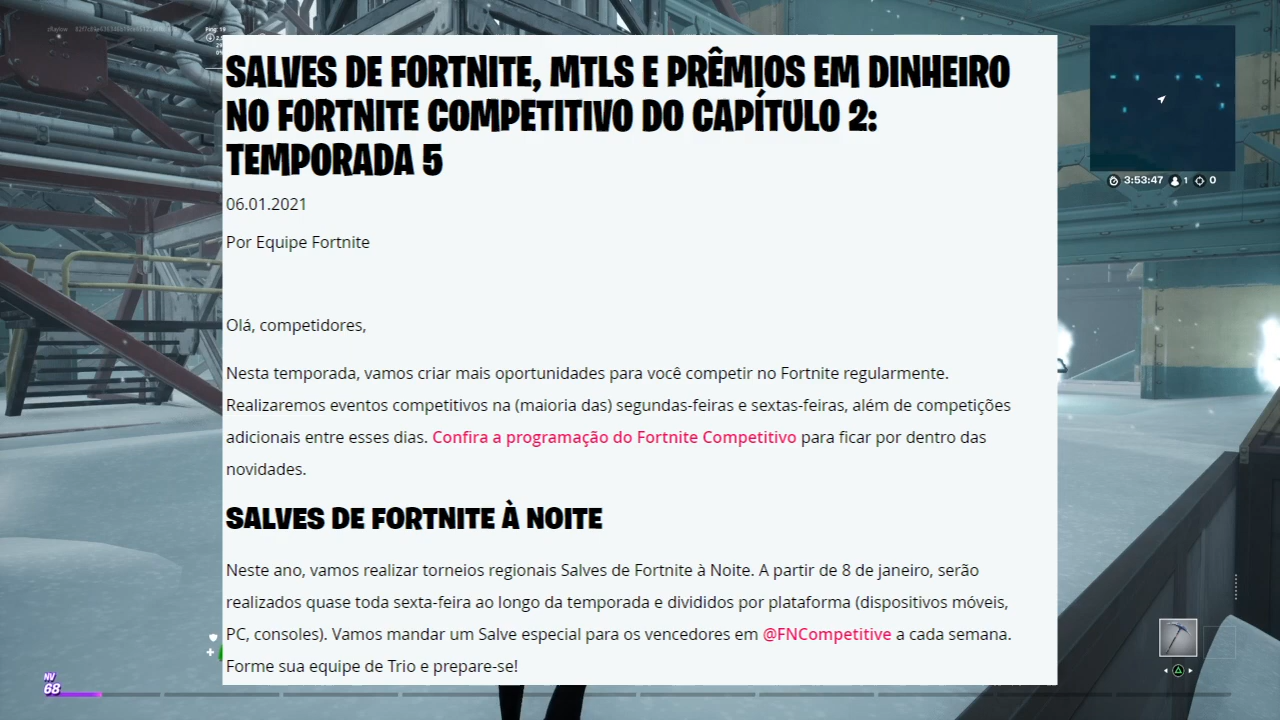 SALVES DE FORTNITE, MTLS E PRÊMIOS EM DINHEIRO
NO FORTNITE COMPETITIVO DO CAPÍTULO 2:
TEMPORADA 5
06.01.2021
Por Equipe Fortnite
Olá, competidores,
Nesta temporada, vamos criar mais oportunidades para você competir no Fortnite regularmente.
Realizaremos eventos competitivos na (maioria das) segundas-feiras e sextas-feiras, além de competições
adicionais entre esses dias. Confira a programação do Fortnite Competitivo para ficar por dentro das
novidades.
SALVES DE FORTNITE À NOITE
Neste ano, vamos realizar torneios regionais Salves de Fortnite à Noite. A partir de 8 de janeiro, serão
realizados quase toda sexta-feira ao longo da temporada e divididos por plataforma (dispositivos móveis,
PC, consoles). Vamos mandar um Salve especial para os vencedores em @FNCompetitive a cada semana.
Forme sua equipe de Trio e prepare-se!
3:53:47 1 0
NV
68